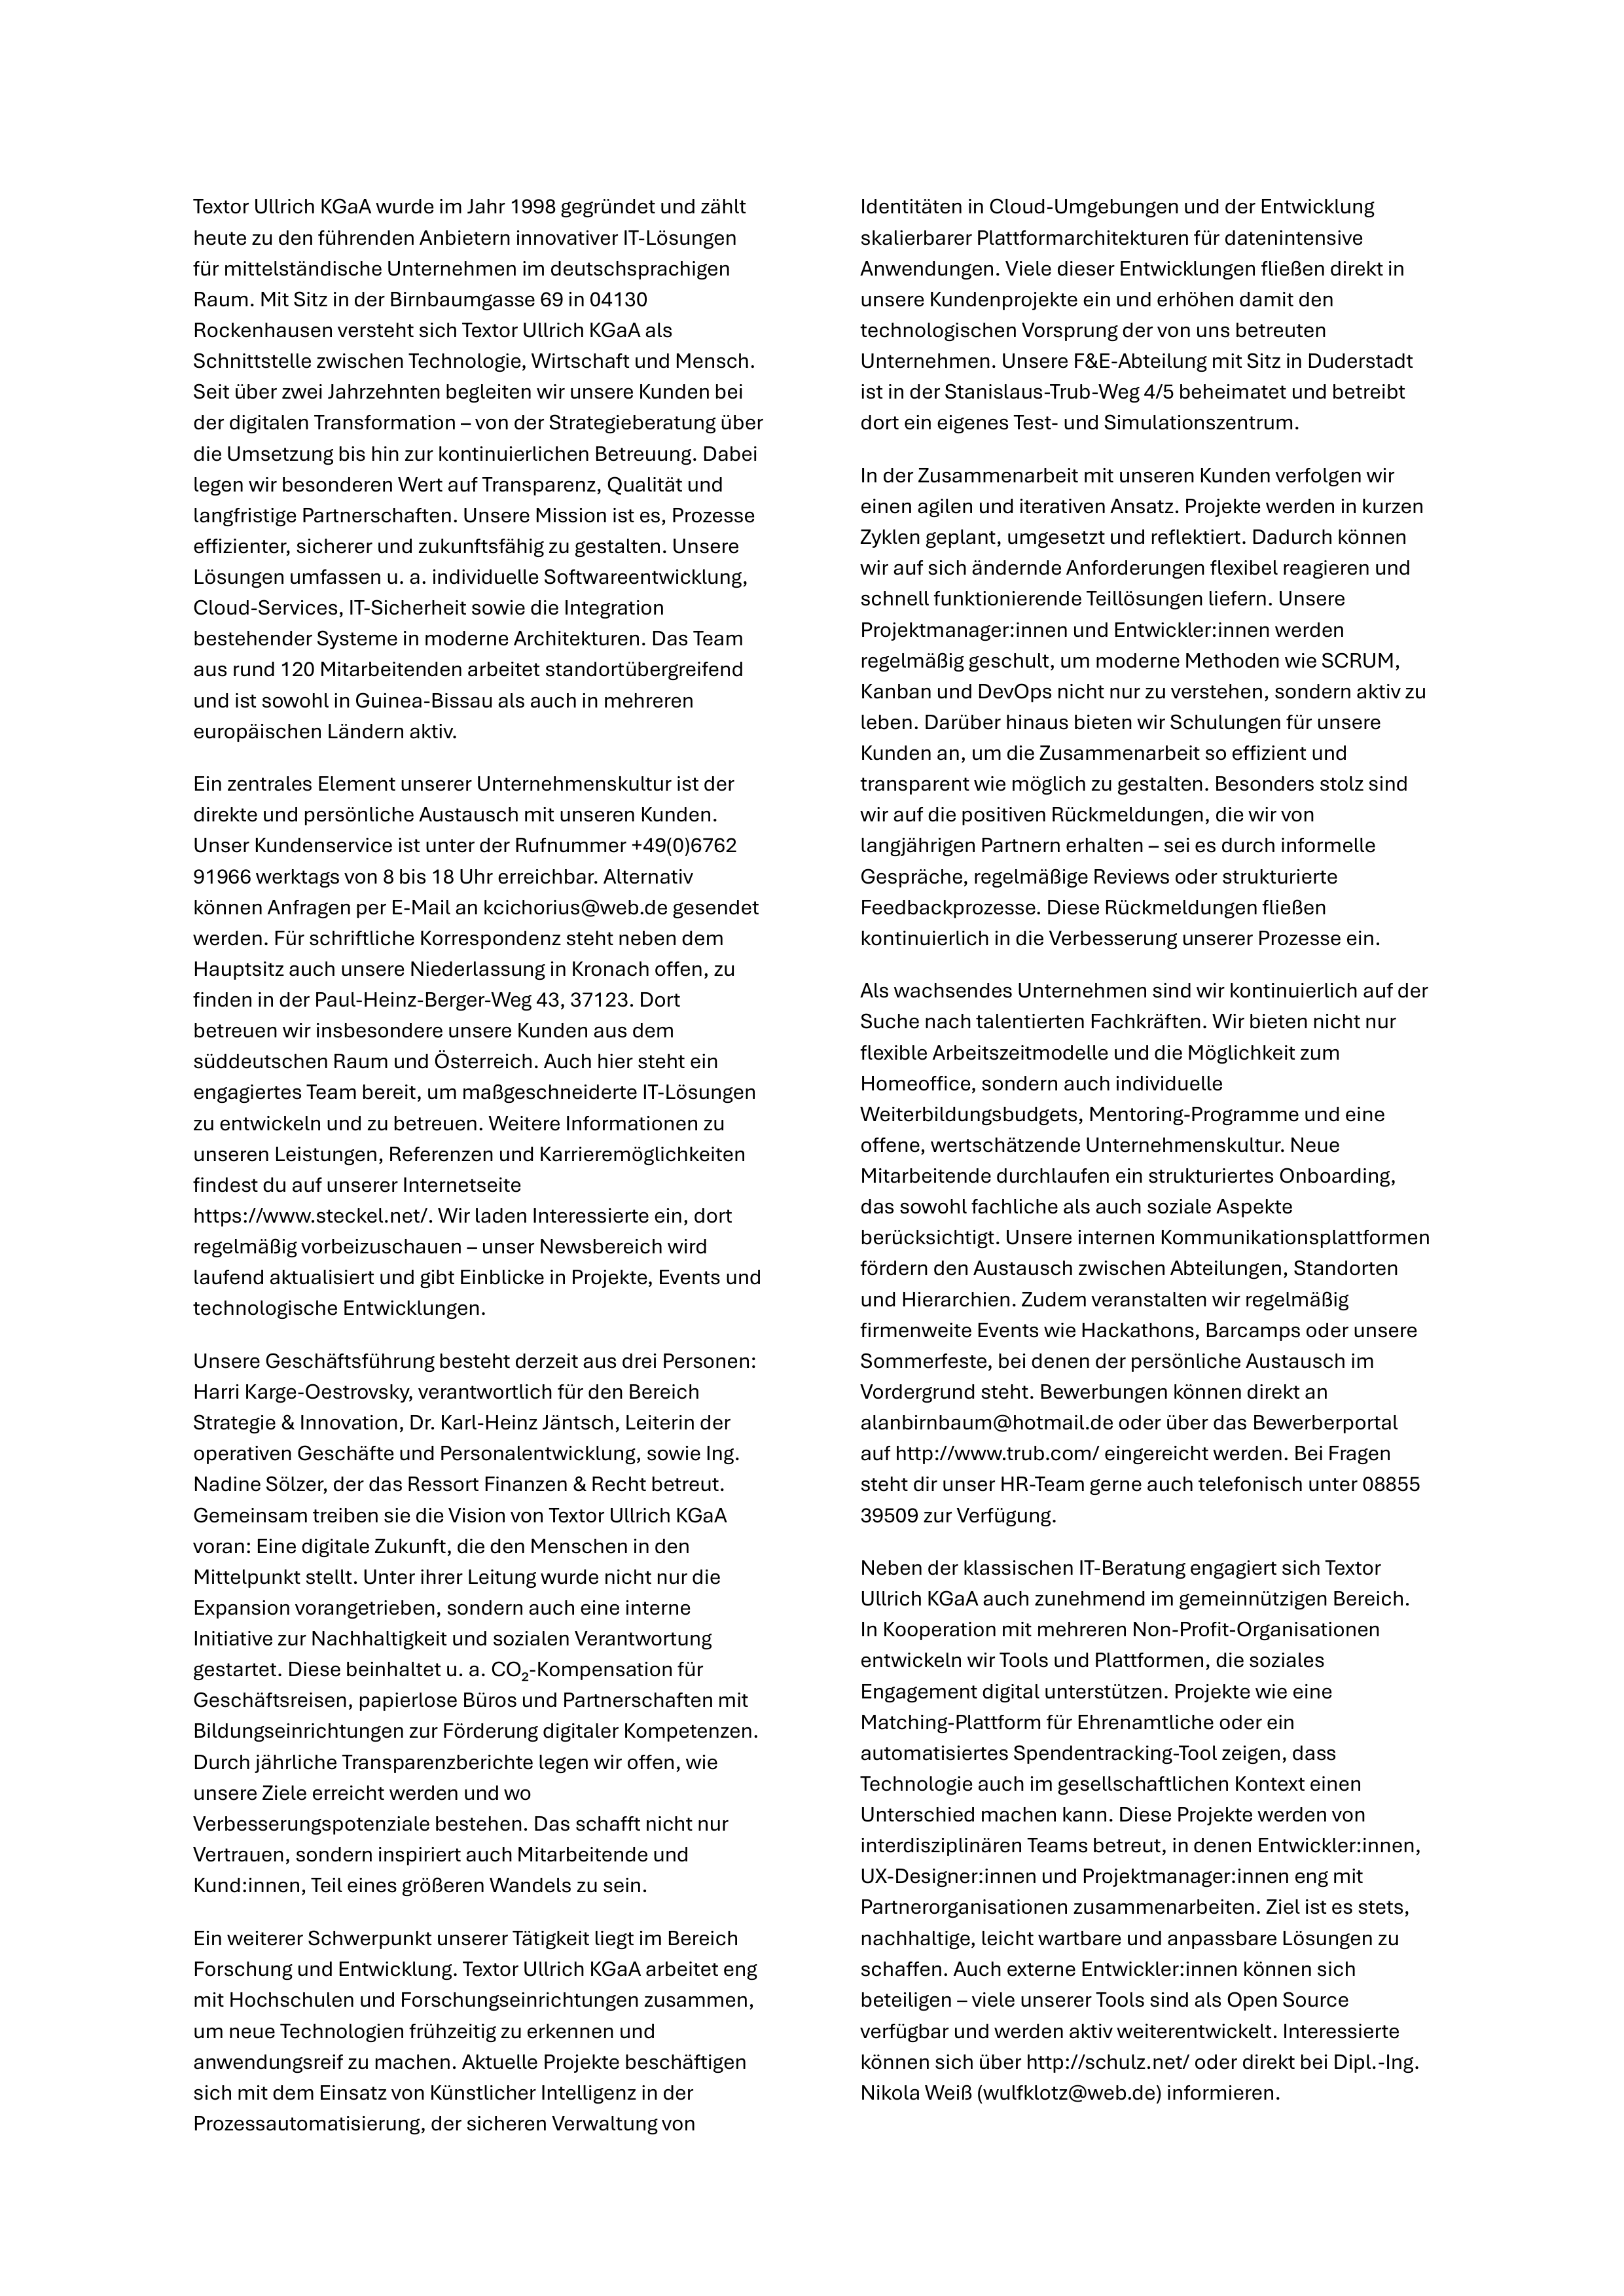 Textor Ullrich KGaA wurde im Jahr 1998 gegründet und zählt
heute zu den führenden Anbietern innovativer IT-Lösungen
für mittelständische Unternehmen im deutschsprachigen
Raum. Mit Sitz in der Birnbaumgasse 69 in 04130
Rockenhausen versteht sich Textor Ullrich KGaA als
Schnittstelle zwischen Technologie, Wirtschaft und Mensch.
Seit über zwei Jahrzehnten begleiten wir unsere Kunden bei
der digitalen Transformation – von der Strategieberatung über
die Umsetzung bis hin zur kontinuierlichen Betreuung. Dabei
legen wir besonderen Wert auf Transparenz, Qualität und
langfristige Partnerschaften. Unsere Mission ist es, Prozesse
effizienter, sicherer und zukunftsfähig zu gestalten. Unsere
Lösungen umfassen u. a. individuelle Softwareentwicklung,
Cloud-Services, IT-Sicherheit sowie die Integration
bestehender Systeme in moderne Architekturen. Das Team
aus rund 120 Mitarbeitenden arbeitet standortübergreifend
und ist sowohl in Guinea-Bissau als auch in mehreren
europäischen Ländern aktiv.
Ein zentrales Element unserer Unternehmenskultur ist der
direkte und persönliche Austausch mit unseren Kunden.
Unser Kundenservice ist unter der Rufnummer +49(0)6762
91966 werktags von 8 bis 18 Uhr erreichbar. Alternativ
können Anfragen per E-Mail an kcichorius@web.de gesendet
werden. Für schriftliche Korrespondenz steht neben dem
Hauptsitz auch unsere Niederlassung in Kronach offen, zu
finden in der Paul-Heinz-Berger-Weg 43, 37123. Dort
betreuen wir insbesondere unsere Kunden aus dem
süddeutschen Raum und Österreich. Auch hier steht ein
engagiertes Team bereit, um maßgeschneiderte IT-Lösungen
zu entwickeln und zu betreuen. Weitere Informationen zu
unseren Leistungen, Referenzen und Karrieremöglichkeiten
findest du auf unserer Internetseite
https://www.steckel.net/. Wir laden Interessierte ein, dort
regelmäßig vorbeizuschauen – unser Newsbereich wird
laufend aktualisiert und gibt Einblicke in Projekte, Events und
technologische Entwicklungen.
Unsere Geschäftsführung besteht derzeit aus drei Personen:
Harri Karge-Oestrovsky, verantwortlich für den Bereich
Strategie & Innovation, Dr. Karl-Heinz Jäntsch, Leiterin der
operativen Geschäfte und Personalentwicklung, sowie Ing.
Nadine Sölzer, der das Ressort Finanzen & Recht betreut.
Gemeinsam treiben sie die Vision von Textor Ullrich KGaA
voran: Eine digitale Zukunft, die den Menschen in den
Mittelpunkt stellt. Unter ihrer Leitung wurde nicht nur die
Expansion vorangetrieben, sondern auch eine interne
Initiative zur Nachhaltigkeit und sozialen Verantwortung
gestartet. Diese beinhaltet u. a. CO₂-Kompensation für
Geschäftsreisen, papierlose Büros und Partnerschaften mit
Bildungseinrichtungen zur Förderung digitaler Kompetenzen.
Durch jährliche Transparenzberichte legen wir offen, wie
unsere Ziele erreicht werden und wo
Verbesserungspotenziale bestehen. Das schafft nicht nur
Vertrauen, sondern inspiriert auch Mitarbeitende und
Kund:innen, Teil eines größeren Wandels zu sein.
Ein weiterer Schwerpunkt unserer Tätigkeit liegt im Bereich
Forschung und Entwicklung. Textor Ullrich KGaA arbeitet eng
mit Hochschulen und Forschungseinrichtungen zusammen,
um neue Technologien frühzeitig zu erkennen und
anwendungsreif zu machen. Aktuelle Projekte beschäftigen
sich mit dem Einsatz von Künstlicher Intelligenz in der
Prozessautomatisierung, der sicheren Verwaltung von
Identitäten in Cloud-Umgebungen und der Entwicklung
skalierbarer Plattformarchitekturen für datenintensive
Anwendungen. Viele dieser Entwicklungen fließen direkt in
unsere Kundenprojekte ein und erhöhen damit den
technologischen Vorsprung der von uns betreuten
Unternehmen. Unsere F&E-Abteilung mit Sitz in Duderstadt
ist in der Stanislaus-Trub-Weg 4/5 beheimatet und betreibt
dort ein eigenes Test- und Simulationszentrum.
In der Zusammenarbeit mit unseren Kunden verfolgen wir
einen agilen und iterativen Ansatz. Projekte werden in kurzen
Zyklen geplant, umgesetzt und reflektiert. Dadurch können
wir auf sich ändernde Anforderungen flexibel reagieren und
schnell funktionierende Teillösungen liefern. Unsere
Projektmanager:innen und Entwickler:innen werden
regelmäßig geschult, um moderne Methoden wie SCRUM,
Kanban und DevOps nicht nur zu verstehen, sondern aktiv zu
leben. Darüber hinaus bieten wir Schulungen für unsere
Kunden an, um die Zusammenarbeit so effizient und
transparent wie möglich zu gestalten. Besonders stolz sind
wir auf die positiven Rückmeldungen, die wir von
langjährigen Partnern erhalten – sei es durch informelle
Gespräche, regelmäßige Reviews oder strukturierte
Feedbackprozesse. Diese Rückmeldungen fließen
kontinuierlich in die Verbesserung unserer Prozesse ein.
Als wachsendes Unternehmen sind wir kontinuierlich auf der
Suche nach talentierten Fachkräften. Wir bieten nicht nur
flexible Arbeitszeitmodelle und die Möglichkeit zum
Homeoffice, sondern auch individuelle
Weiterbildungsbudgets, Mentoring-Programme und eine
offene, wertschätzende Unternehmenskultur. Neue
Mitarbeitende durchlaufen ein strukturiertes Onboarding,
das sowohl fachliche als auch soziale Aspekte
berücksichtigt. Unsere internen Kommunikationsplattformen
fördern den Austausch zwischen Abteilungen, Standorten
und Hierarchien. Zudem veranstalten wir regelmäßig
firmenweite Events wie Hackathons, Barcamps oder unsere
Sommerfeste, bei denen der persönliche Austausch im
Vordergrund steht. Bewerbungen können direkt an
alanbirnbaum@hotmail.de oder über das Bewerberportal
auf http://www.trub.com/ eingereicht werden. Bei Fragen
steht dir unser HR-Team gerne auch telefonisch unter 08855
39509 zur Verfügung.
Neben der klassischen IT-Beratung engagiert sich Textor
Ullrich KGaA auch zunehmend im gemeinnützigen Bereich.
In Kooperation mit mehreren Non-Profit-Organisationen
entwickeln wir Tools und Plattformen, die soziales
Engagement digital unterstützen. Projekte wie eine
Matching-Plattform für Ehrenamtliche oder ein
automatisiertes Spendentracking-Tool zeigen, dass
Technologie auch im gesellschaftlichen Kontext einen
Unterschied machen kann. Diese Projekte werden von
interdisziplinären Teams betreut, in denen Entwickler:innen,
UX-Designer:innen und Projektmanager:innen eng mit
Partnerorganisationen zusammenarbeiten. Ziel ist es stets,
nachhaltige, leicht wartbare und anpassbare Lösungen zu
schaffen. Auch externe Entwickler:innen können sich
beteiligen – viele unserer Tools sind als Open Source
verfügbar und werden aktiv weiterentwickelt. Interessierte
können sich über http://schulz.net/ oder direkt bei Dipl.-Ing.
Nikola Weiß (wulfklotz@web.de) informieren.